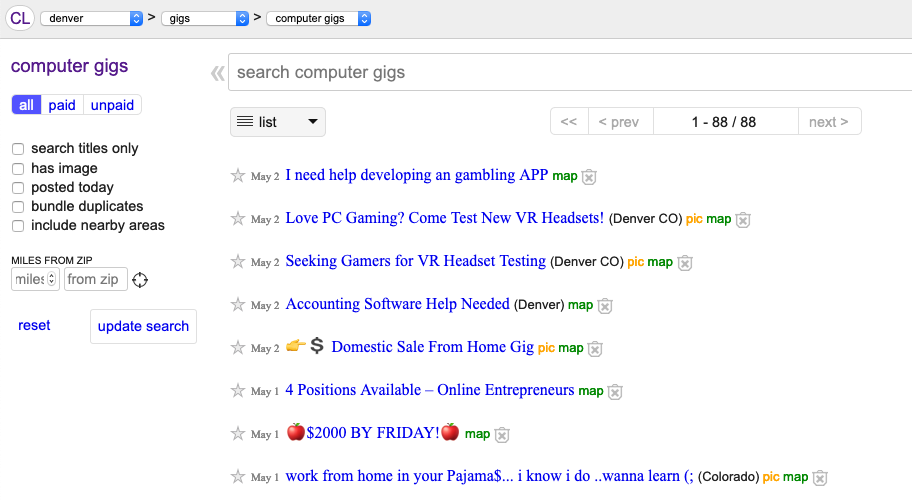 CL denver > gigs > computer gigs
computer gigs
all paid unpaid
search titles only
has image
posted today
bundle duplicates
include nearby areas
MILES FROM ZIP
miles from zip
reset update search
« search computer gigs
list << < prev 1 - 88 / 88 next >
May 2 I need help developing an gambling APP map
May 2 Love PC Gaming? Come Test New VR Headsets! (Denver CO) pic map
May 2 Seeking Gamers for VR Headset Testing (Denver CO) pic map
May 2 Accounting Software Help Needed (Denver) map
May 2 👉 💲 Domestic Sale From Home Gig pic map
May 1 4 Positions Available – Online Entrepreneurs map
May 1 🍎$2000 BY FRIDAY!🍎 map
May 1 work from home in your Pajama$... i know i do ..wanna learn (; (Colorado) pic map